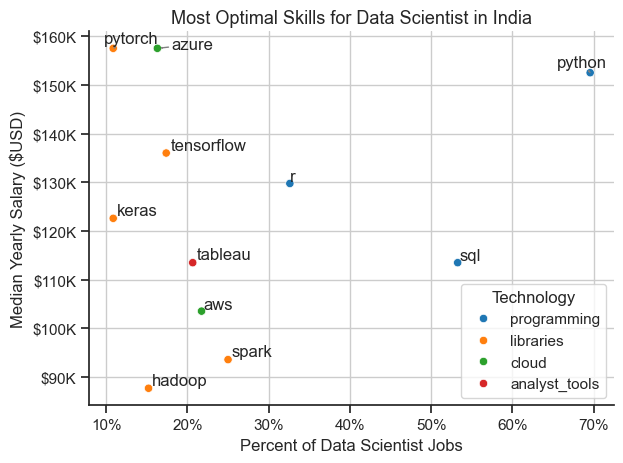 Most Optimal Skills for Data Scientist in India
$160K
$150K
$140K
$130K
$120K
$110K
$100K
$90K
Median Yearly Salary ($USD)
pytorch
azure
python
tensorflow
r
keras
tableau
sql
aws
spark
hadoop
Technology
programming
libraries
cloud
analyst_tools
10% 20% 30% 40% 50% 60% 70%
Percent of Data Scientist Jobs